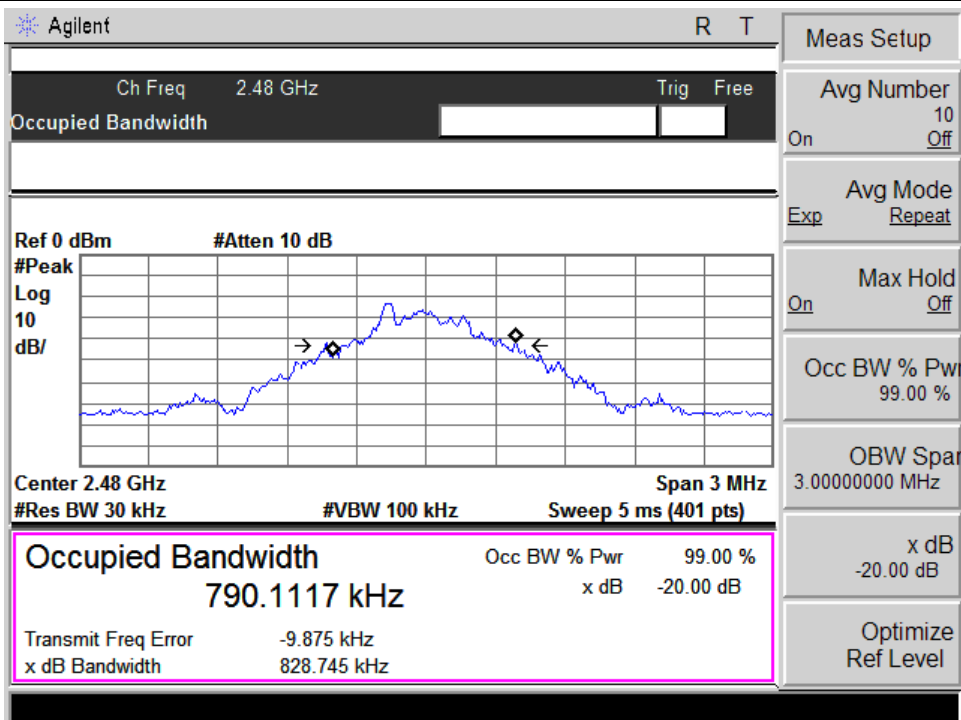 Agilent R T
Ch Freq 2.48 GHz Trig Free
Occupied Bandwidth
Ref 0 dBm #Atten 10 dB
#Peak
Log
10
dB/
Center 2.48 GHz Span 3 MHz
#Res BW 30 kHz #VBW 100 kHz Sweep 5 ms (401 pts)
Occupied Bandwidth Occ BW % Pwr 99.00 %
790.1117 kHz x dB -20.00 dB
Transmit Freq Error -9.875 kHz
x dB Bandwidth 828.745 kHz
Meas Setup
Avg Number
10
On Off
Avg Mode
Exp Repeat
Max Hold
On Off
Occ BW % Pwr
99.00 %
OBW Span
3.00000000 MHz
x dB
-20.00 dB
Optimize
Ref Level